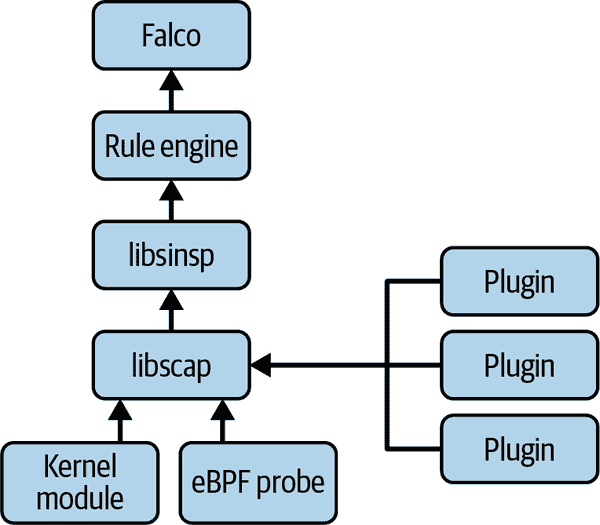 Falco
Rule engine
libsinsp
Plugin
libscap
Plugin
Plugin
Kernel
module
eBPF probe